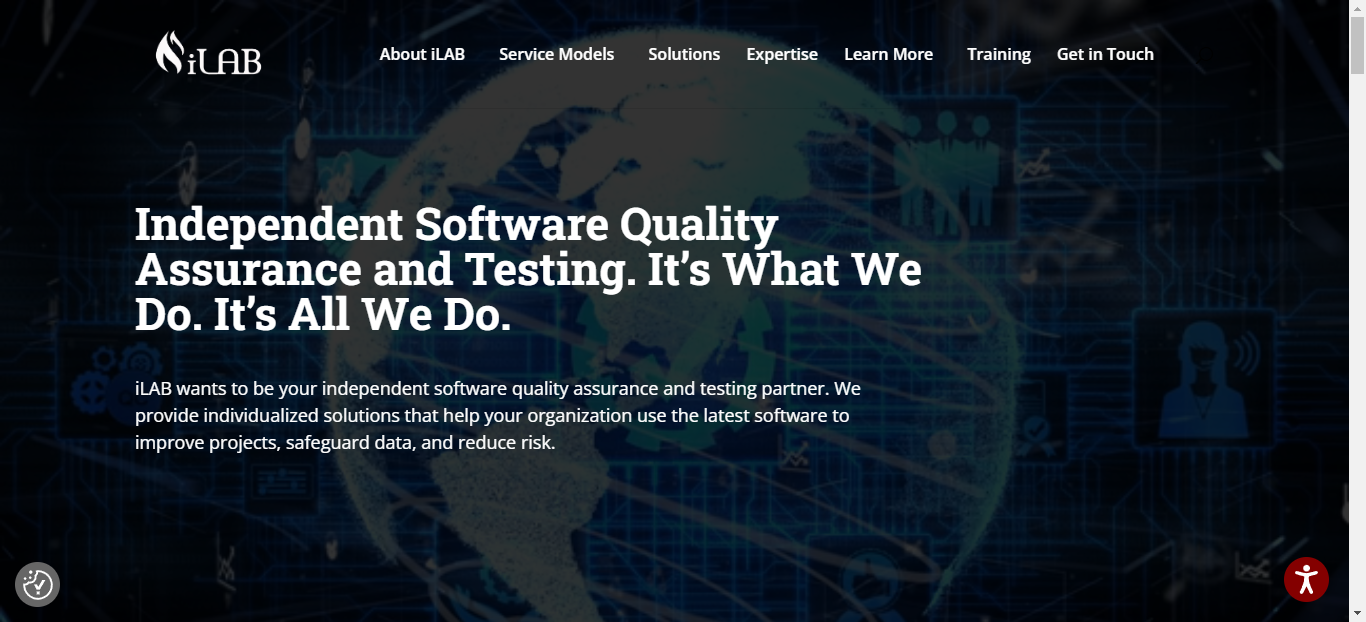 iLAB
About iLAB Service Models Solutions Expertise Learn More Training Get in Touch
Independent Software Quality
Assurance and Testing. It’s What We
Do. It’s All We Do.
iLAB wants to be your independent software quality assurance and testing partner. We
provide individualized solutions that help your organization use the latest software to
improve projects, safeguard data, and reduce risk.